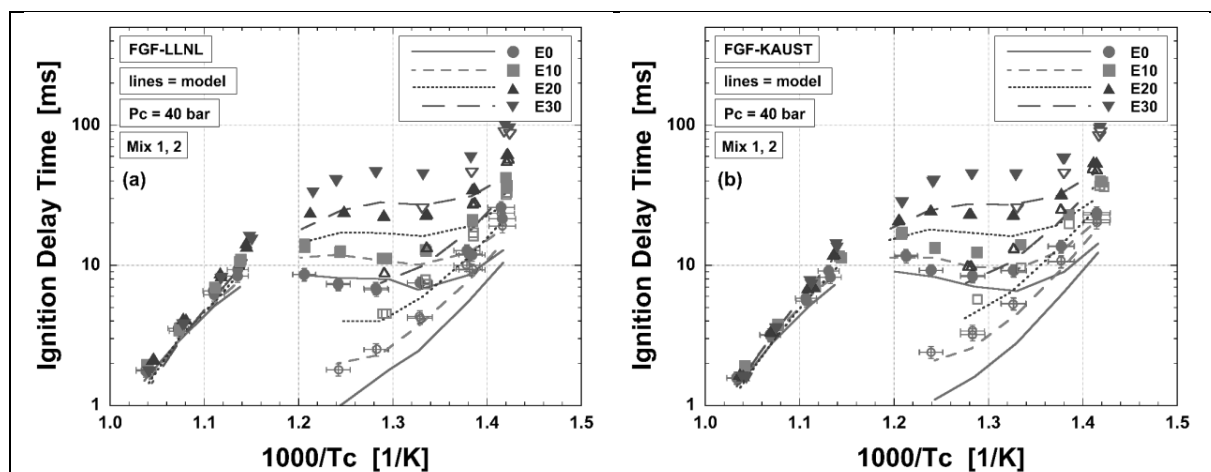 FGF-LLNL
lines = model
Pc = 40 bar
Mix 1, 2
(a)
E0
E10
E20
E30
100
10
1
Ignition Delay Time [ms]
1.0 1.1 1.2 1.3 1.4 1.5
1000/Tc [1/K]
FGF-KAUST
lines = model
Pc = 40 bar
Mix 1, 2
(b)
E0
E10
E20
E30
100
10
1
Ignition Delay Time [ms]
1.0 1.1 1.2 1.3 1.4 1.5
1000/Tc [1/K]